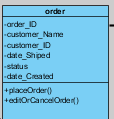 order
-order_ID
-customer_Name
-customer_ID
-date_Shiped
-status
-date_Created
+placeOrder()
+editOrCancelOrder()